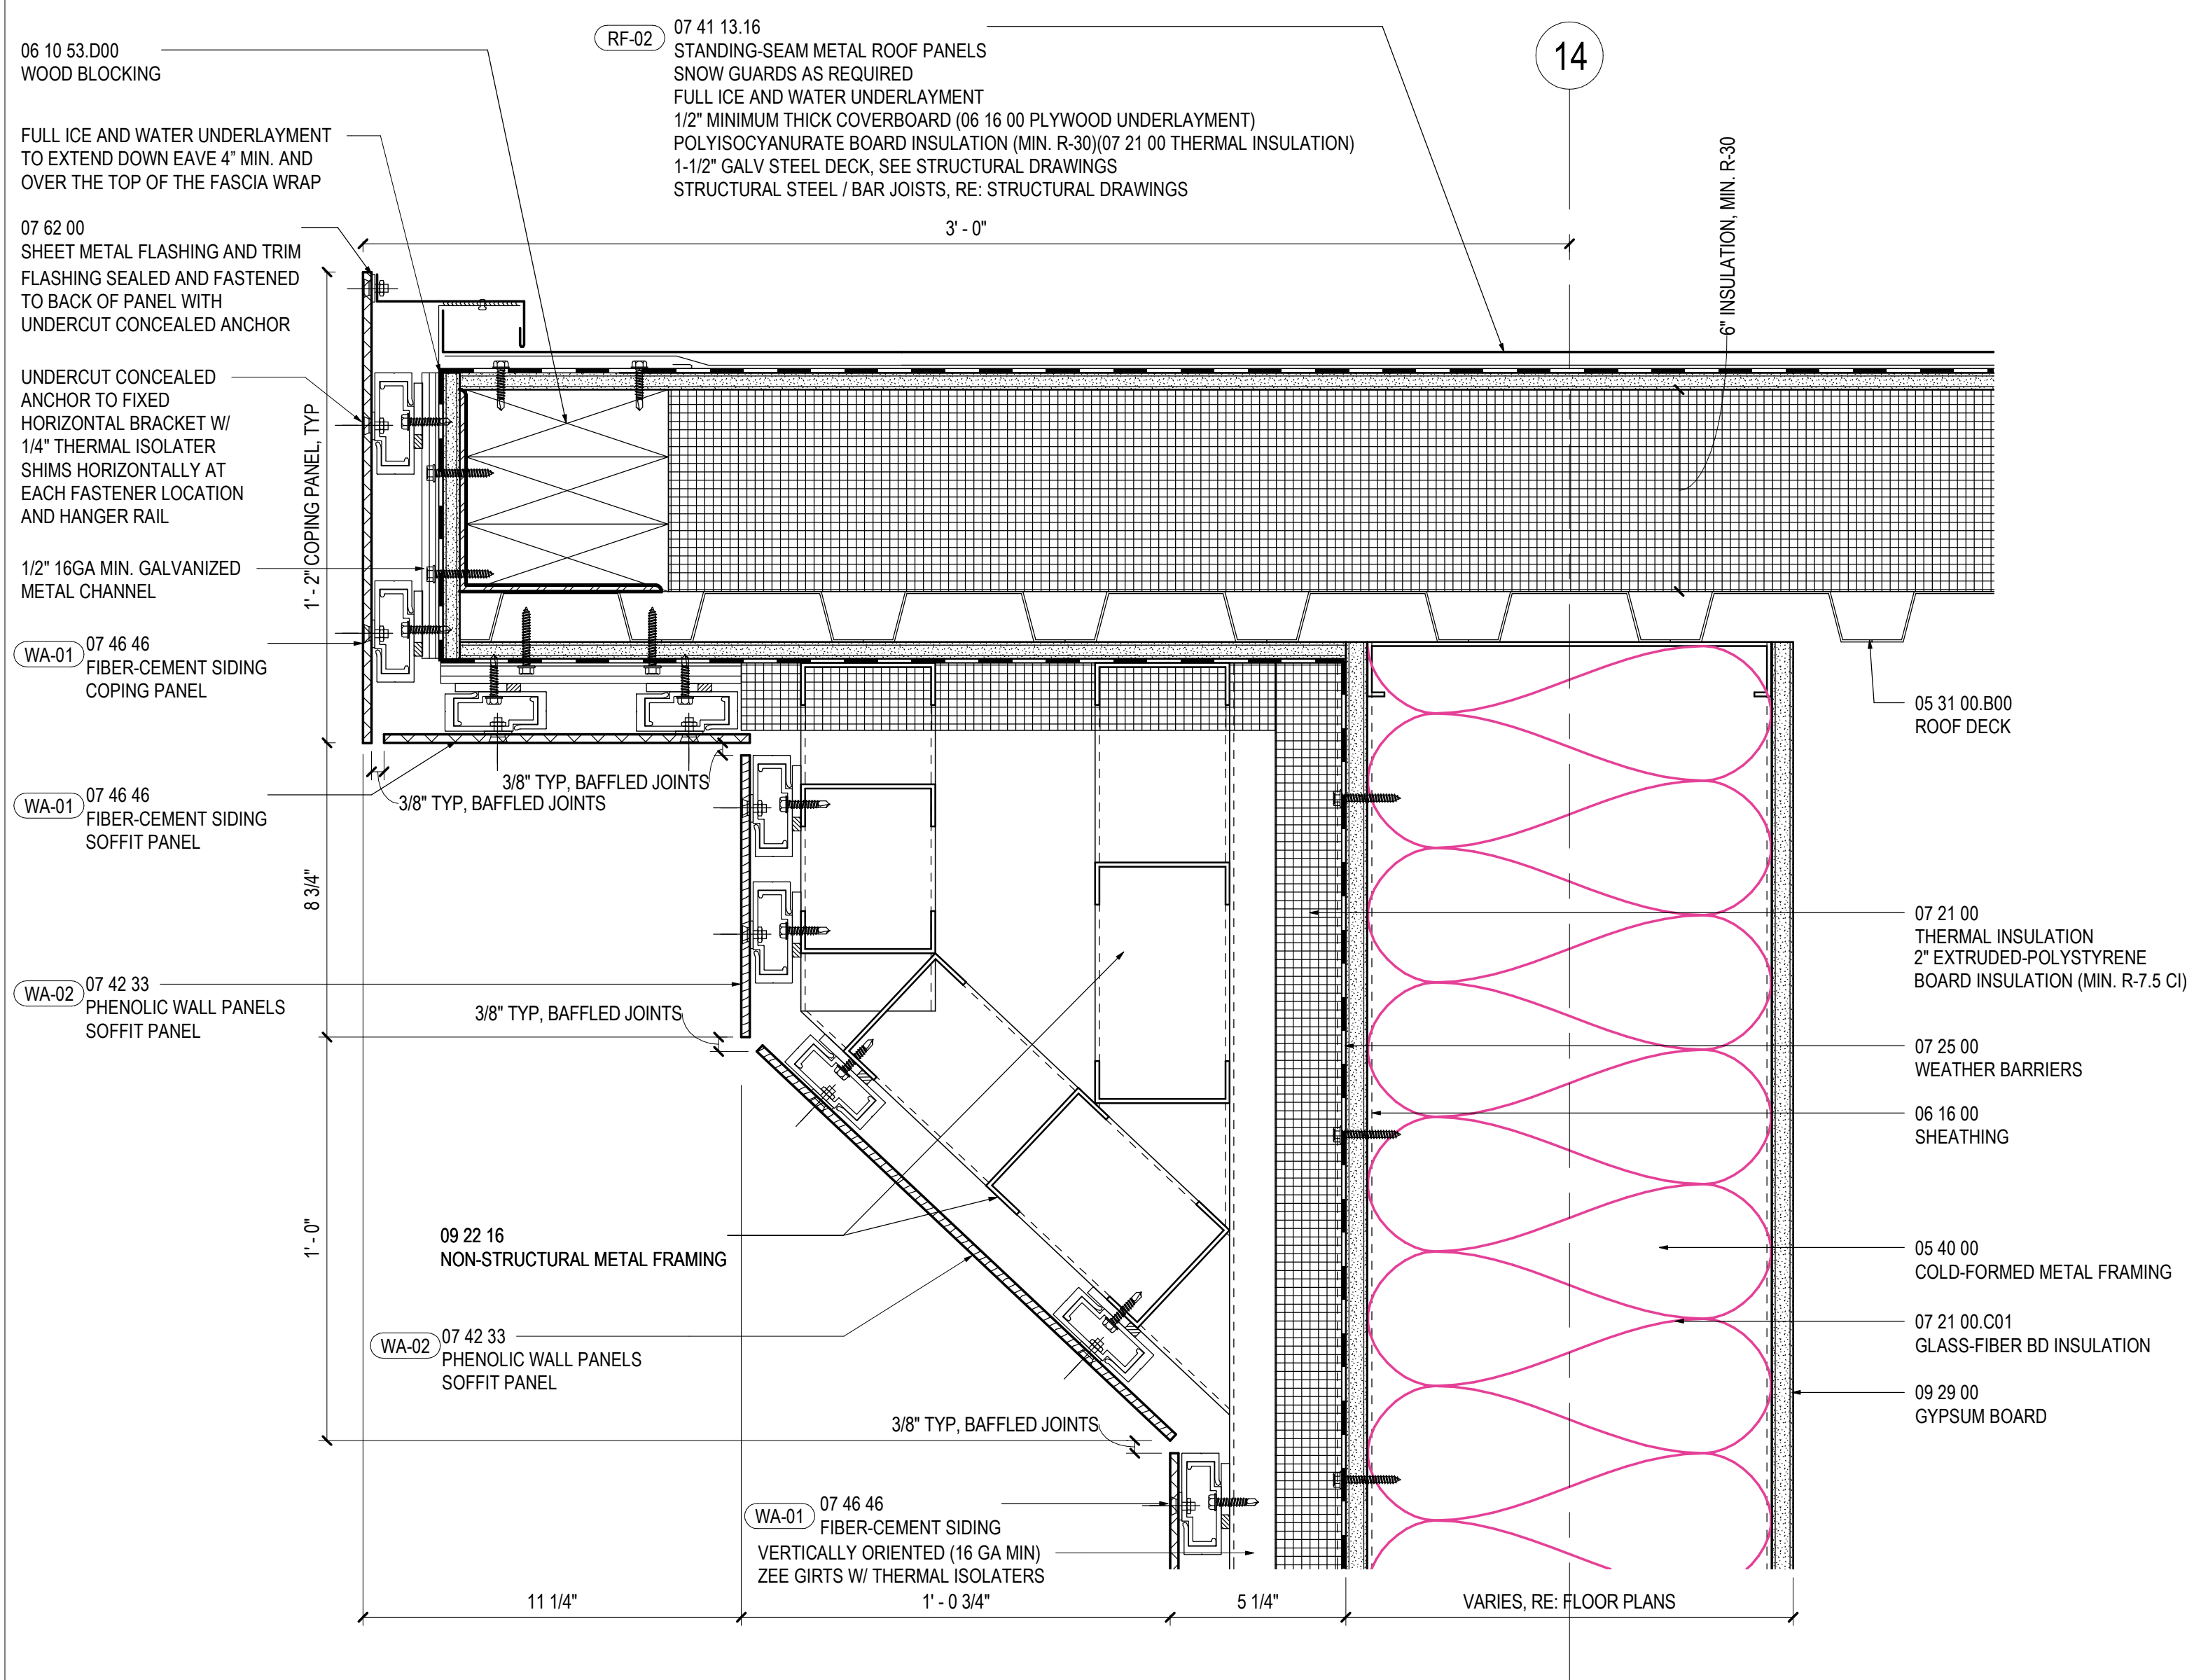 06 10 53.D00
WOOD BLOCKING
FULL ICE AND WATER UNDERLAYMENT
TO EXTEND DOWN EAVE 4” MIN. AND
OVER THE TOP OF THE FASCIA WRAP
07 62 00
SHEET METAL FLASHING AND TRIM
FLASHING SEALED AND FASTENED
TO BACK OF PANEL WITH
UNDERCUT CONCEALED ANCHOR
UNDERCUT CONCEALED
ANCHOR TO FIXED
HORIZONTAL BRACKET W/
1/4" THERMAL ISOLATER
SHIMS HORIZONTALLY AT
EACH FASTENER LOCATION
AND HANGER RAIL
1/2" 16GA MIN. GALVANIZED
METAL CHANNEL
WA-01
07 46 46
FIBER-CEMENT SIDING
COPING PANEL
WA-01
07 46 46
FIBER-CEMENT SIDING
SOFFIT PANEL
WA-02
07 42 33
PHENOLIC WALL PANELS
SOFFIT PANEL
RF-02
07 41 13.16
STANDING-SEAM METAL ROOF PANELS
SNOW GUARDS AS REQUIRED
FULL ICE AND WATER UNDERLAYMENT
1/2" MINIMUM THICK COVERBOARD (06 16 00 PLYWOOD UNDERLAYMENT)
POLYISOCYANURATE BOARD INSULATION (MIN. R-30)(07 21 00 THERMAL INSULATION)
1-1/2" GALV STEEL DECK, SEE STRUCTURAL DRAWINGS
STRUCTURAL STEEL / BAR JOISTS, RE: STRUCTURAL DRAWINGS
14
3' - 0"
6" INSULATION, MIN. R-30
1' - 2" COPING PANEL, TYP
8 3/4"
1' - 0"
3/8" TYP, BAFFLED JOINTS
3/8" TYP, BAFFLED JOINTS
3/8" TYP, BAFFLED JOINTS
09 22 16
NON-STRUCTURAL METAL FRAMING
WA-02
07 42 33
PHENOLIC WALL PANELS
SOFFIT PANEL
3/8" TYP, BAFFLED JOINTS
WA-01
07 46 46
FIBER-CEMENT SIDING
VERTICALLY ORIENTED (16 GA MIN)
ZEE GIRTS W/ THERMAL ISOLATERS
05 31 00.B00
ROOF DECK
07 21 00
THERMAL INSULATION
2" EXTRUDED-POLYSTYRENE
BOARD INSULATION (MIN. R-7.5 CI)
07 25 00
WEATHER BARRIERS
06 16 00
SHEATHING
05 40 00
COLD-FORMED METAL FRAMING
07 21 00.C01
GLASS-FIBER BD INSULATION
09 29 00
GYPSUM BOARD
11 1/4"
1' - 0 3/4"
5 1/4"
VARIES, RE: FLOOR PLANS